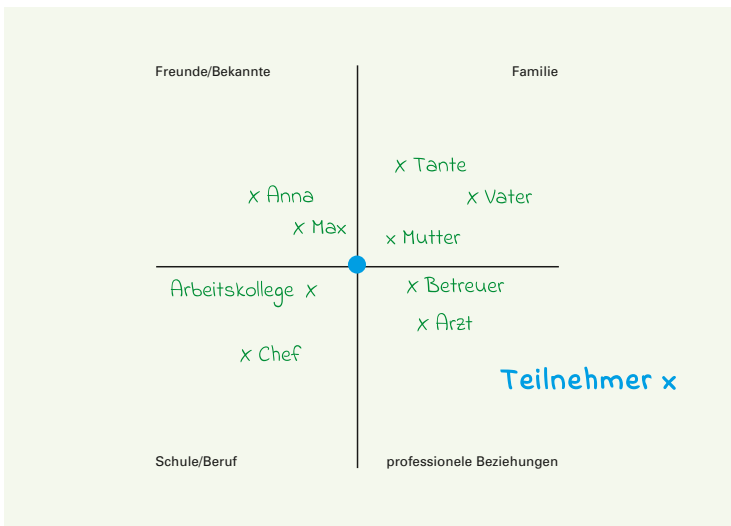 Freunde/Bekannte
Familie
x Tante
x Anna
x Vater
x Max
x Mutter
Arbeitskollege x
x Betreuer
x Arzt
x Chef
Teilnehmer x
Schule/Beruf
professionele Beziehungen